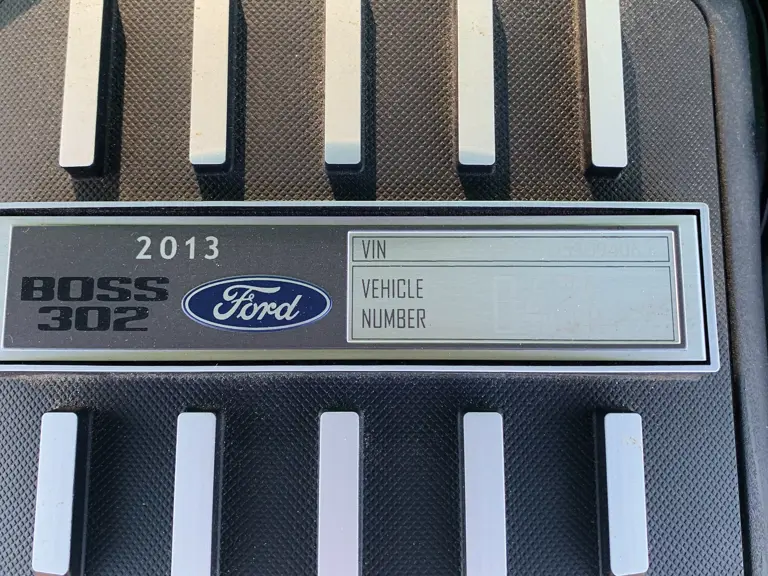 2013
BOSS
302
Ford
VIN
VEHICLE
NUMBER